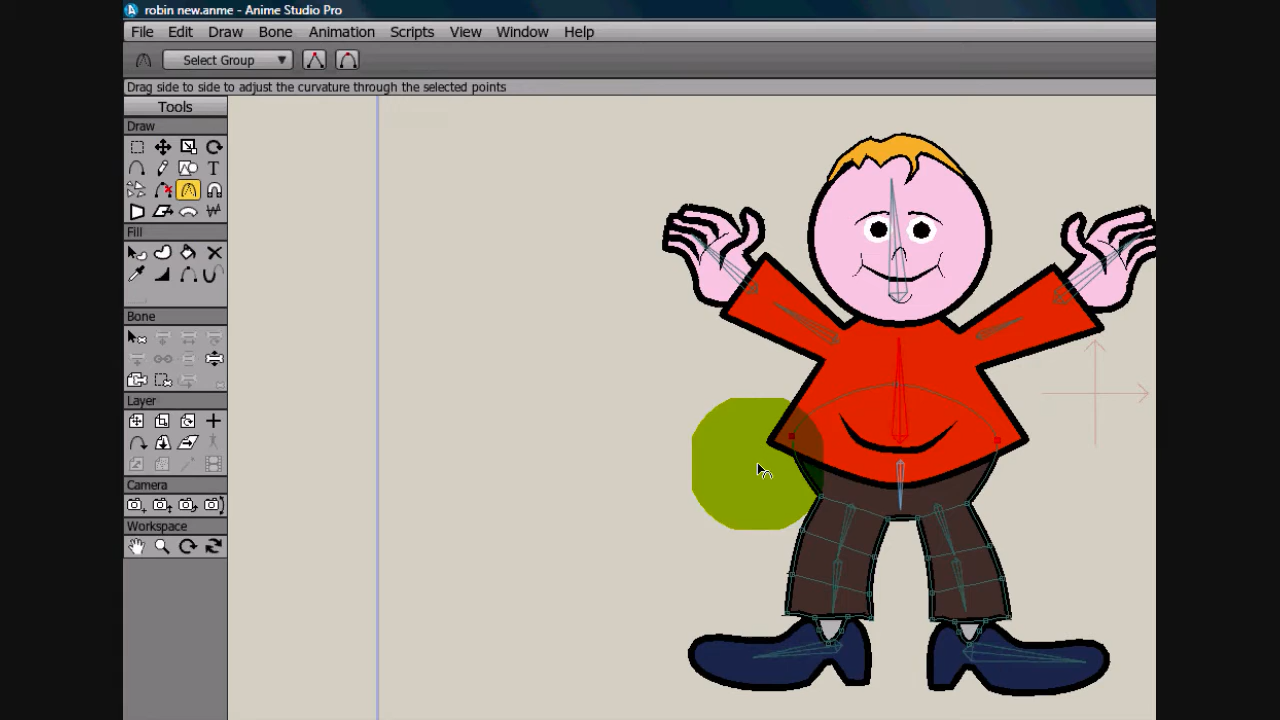 robin new.anme - Anime Studio Pro
File Edit Draw Bone Animation Scripts View Window Help
Select Group
Drag side to side to adjust the curvature through the selected points
Tools
Draw
T
Fill
Bone
Layer
Camera
Workspace